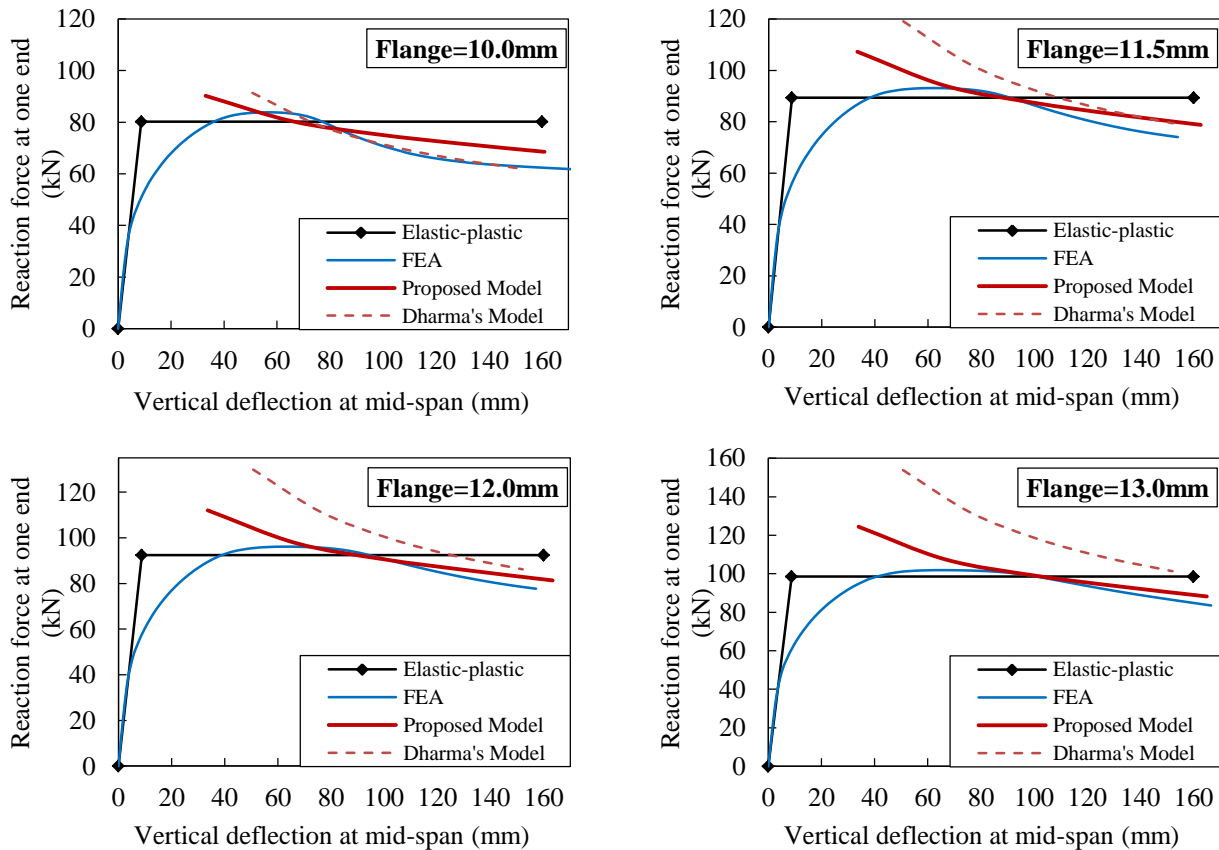 Flange=10.0mm
Reaction force at one end
(kN)
120
100
80
60
40
20
0
Elastic-plastic
FEA
Proposed Model
Dharma's Model
0 20 40 60 80 100 120 140 160
Vertical deflection at mid-span (mm)
Flange=11.5mm
Reaction force at one end
(kN)
120
100
80
60
40
20
0
Elastic-plastic
FEA
Proposed Model
Dharma's Model
0 20 40 60 80 100 120 140 160
Vertical deflection at mid-span (mm)
Flange=12.0mm
Reaction force at one end
(kN)
120
100
80
60
40
20
0
Elastic-plastic
FEA
Proposed Model
Dharma's Model
0 20 40 60 80 100 120 140 160
Vertical deflection at mid-span (mm)
Flange=13.0mm
Reaction force at one end
(kN)
160
140
120
100
80
60
40
20
0
Elastic-plastic
FEA
Proposed Model
Dharma's Model
0 20 40 60 80 100 120 140 160
Vertical deflection at mid-span (mm)